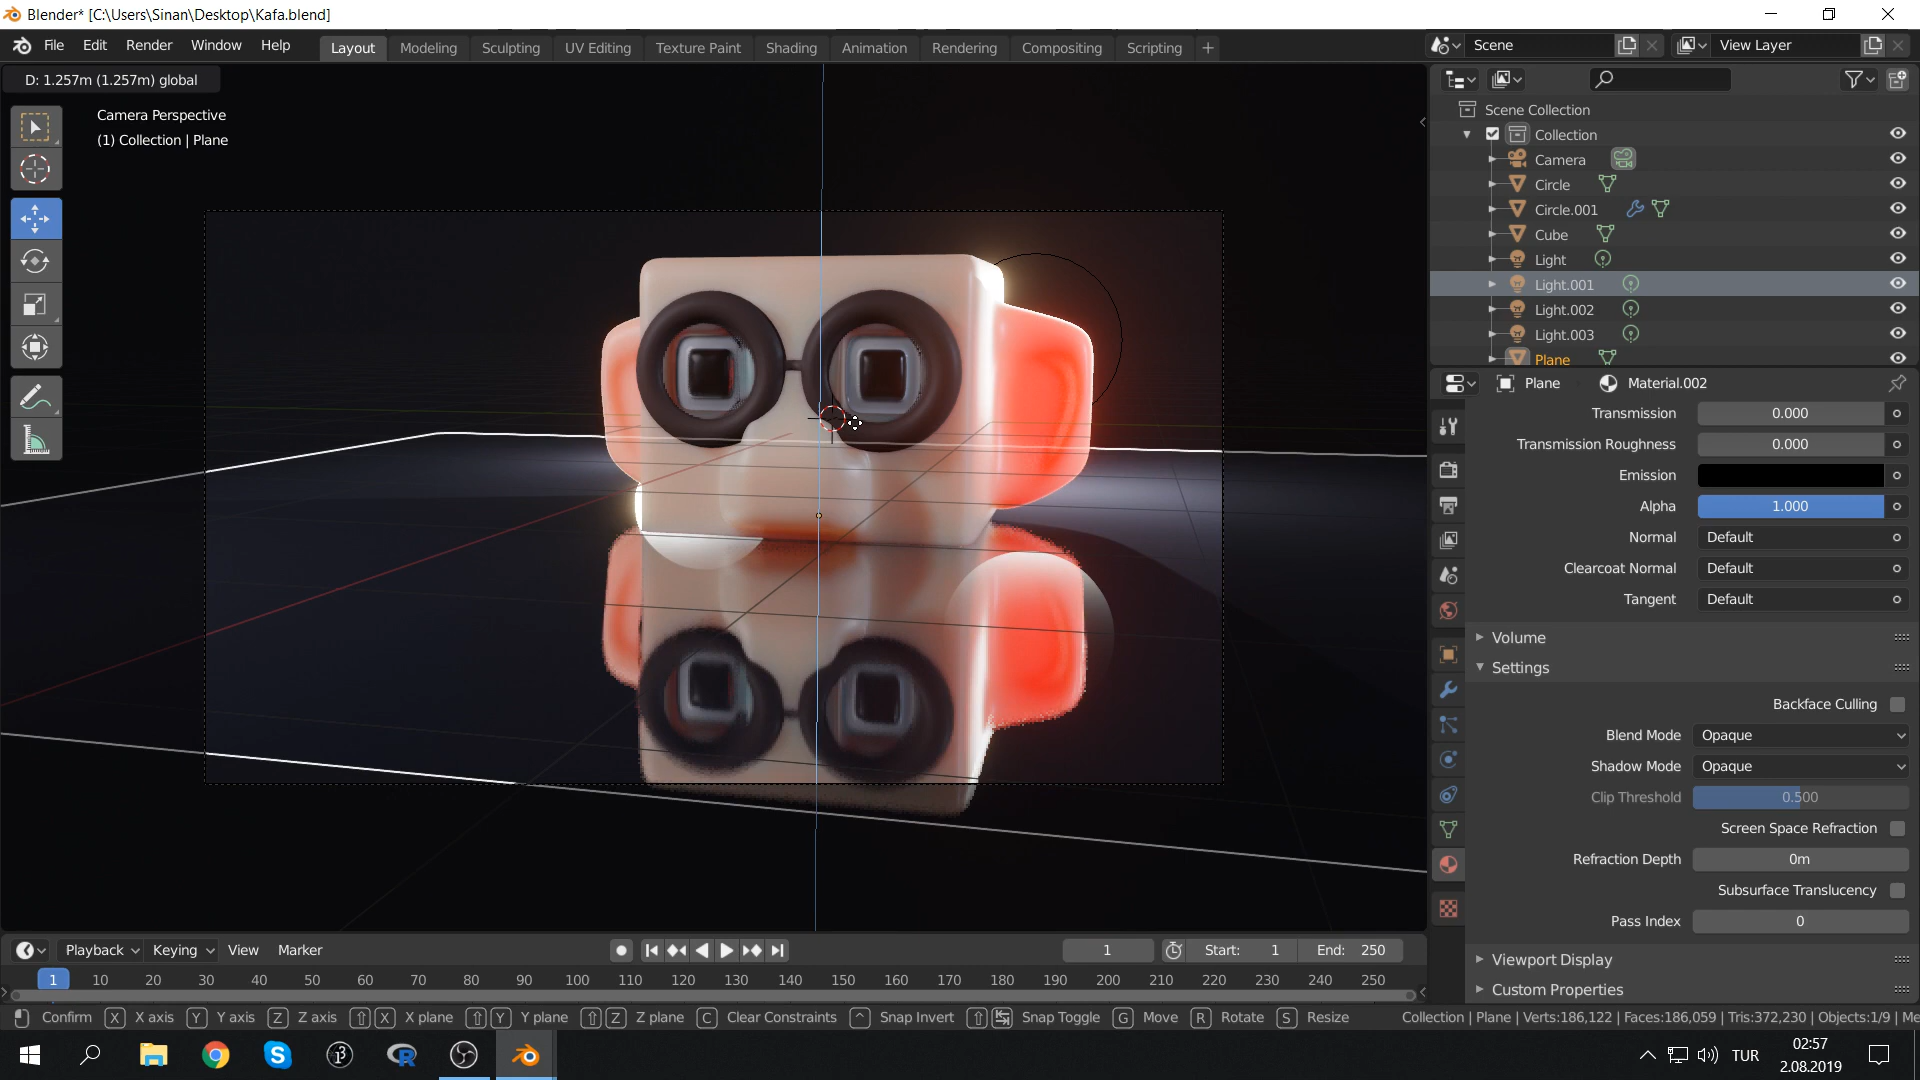 Blender* [C:\Users\Sinan\Desktop\Kafa.blend]
File Edit Render Window Help
Layout Modeling Sculpting UV Editing Texture Paint Shading Animation Rendering Compositing Scripting +
Scene
View Layer
D: 1.257m (1.257m) global
Camera Perspective
(1) Collection | Plane
Scene Collection
Collection
Camera
Circle
Circle.001
Cube
Light
Light.001
Light.002
Light.003
Plane
Plane
Material.002
Transmission 0.000
Transmission Roughness 0.000
Emission
Alpha 1.000
Normal Default
Clearcoat Normal Default
Tangent Default
Volume
Settings
Backface Culling
Blend Mode Opaque
Shadow Mode Opaque
Clip Threshold 0.500
Screen Space Refraction
Refraction Depth 0m
Subsurface Translucency
Pass Index 0
Viewport Display
Custom Properties
Playback Keying View Marker
1
Start: 1
End: 250
1 10 20 30 40 50 60 70 80 90 100 110 120 130 140 150 160 170 180 190 200 210 220 230 240 250
Confirm X X axis Y Y axis Z Z axis X X plane Y Y plane Z Z plane C Clear Constraints Snap Invert Snap Toggle G Move R Rotate S Resize
Collection | Plane | Verts:186,122 | Faces:186,059 | Tris:372,230 | Objects:1/9 | Me
TUR
02:57
2.08.2019